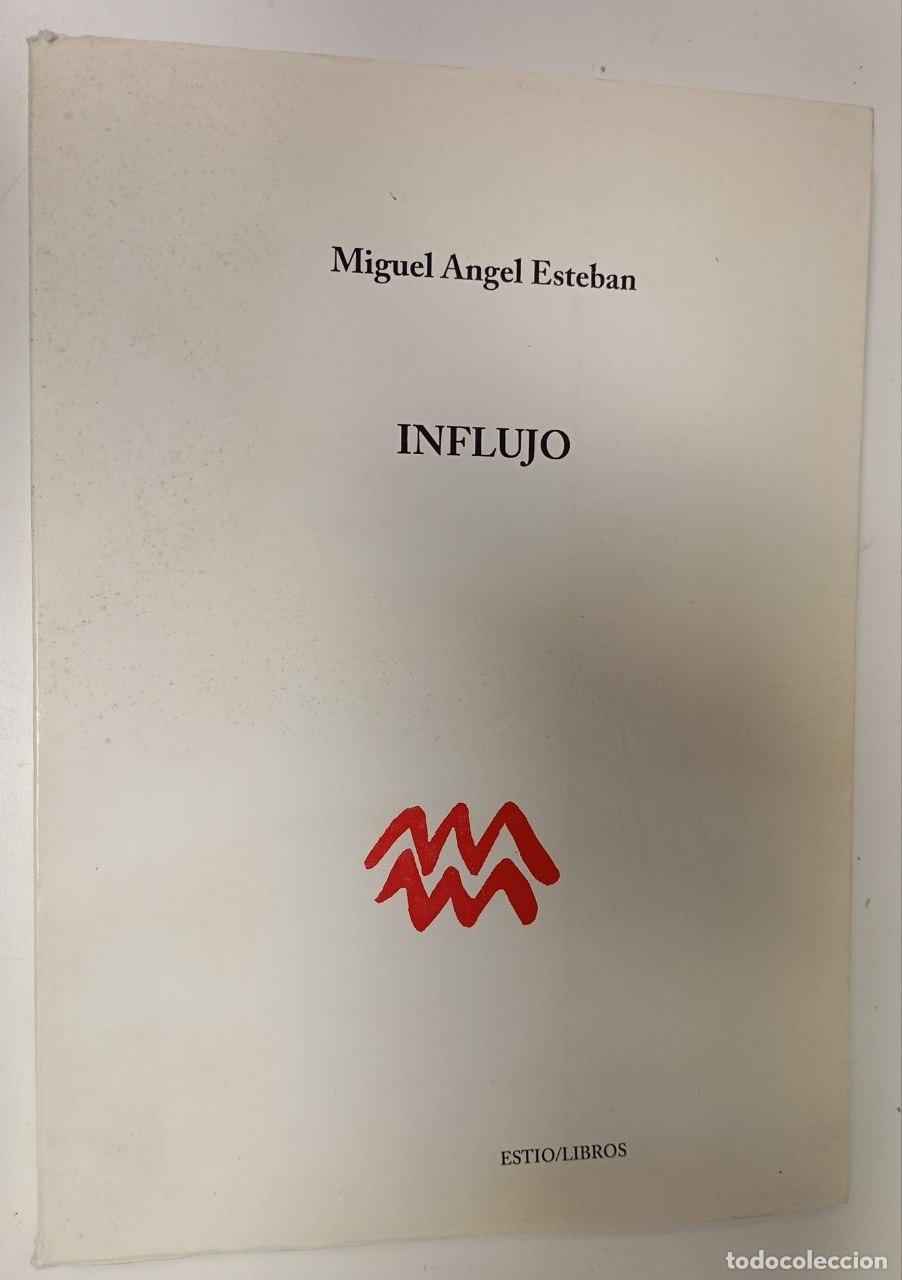 Miguel Angel Esteban
INFLUJO
ESTIO/LIBROS
todocoleccion